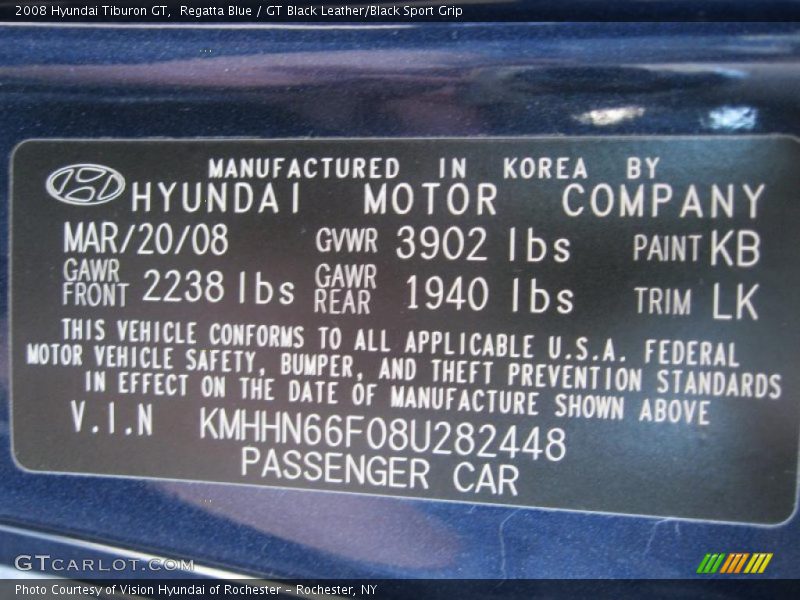 2008 Hyundai Tiburon GT,  Regatta Blue / GT Black Leather/Black Sport Grip
MANUFACTURED IN KOREA BY
HYUNDAI MOTOR COMPANY
MAR/20/08 GVWR 3902 lbs PAINT KB
GAWR FRONT 2238 lbs GAWR REAR 1940 lbs TRIM LK
THIS VEHICLE CONFORMS TO ALL APPLICABLE U.S.A. FEDERAL
MOTOR VEHICLE SAFETY, BUMPER, AND THEFT PREVENTION STANDARDS
IN EFFECT ON THE DATE OF MANUFACTURE SHOWN ABOVE
V.I.N KMHHN66F08U282448
PASSENGER CAR
GTCARLOT.COM
Photo Courtesy of Vision Hyundai of Rochester – Rochester, NY